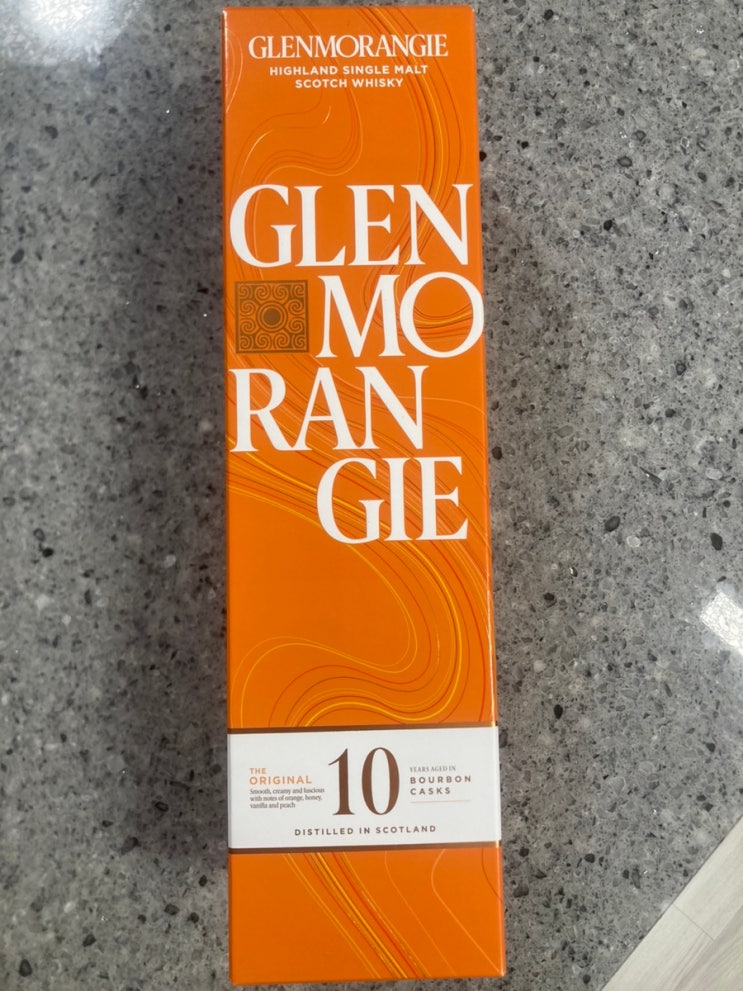 GLENMORANGIE
HIGHLAND SINGLE MALT
SCOTCH WHISKY
GLEN
MO
RAN
GIE
THE
ORIGINAL
Smooth, creamy and luscious
with notes of orange, honey,
vanilla and peach
10
YEARS AGED IN
BOURBON
CASKS
DISTILLED IN SCOTLAND